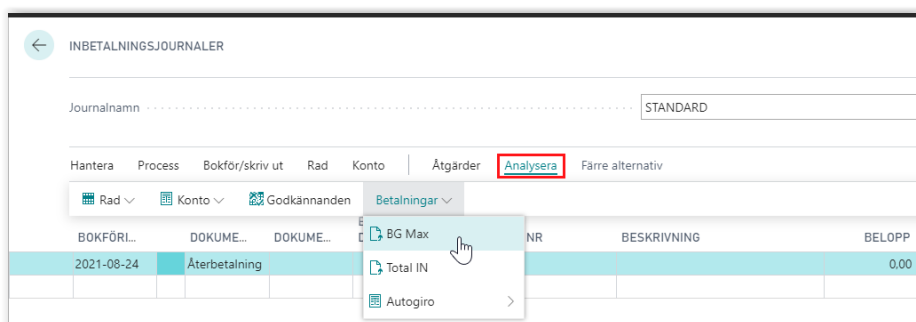 INBETALNINGSJOURNALER
Journalnamn STANDARD
Hantera Process Bokför/skriv ut Rad Konto Åtgärder Analysera Färre alternativ
Rad Konto Godkännanden Betalningar
BG Max
BOKFÖRI... DOKUME... DOKUME... NR BESKRIVNING BELOPP
2021-08-24 Återbetalning 0,00
Total IN
Autogiro